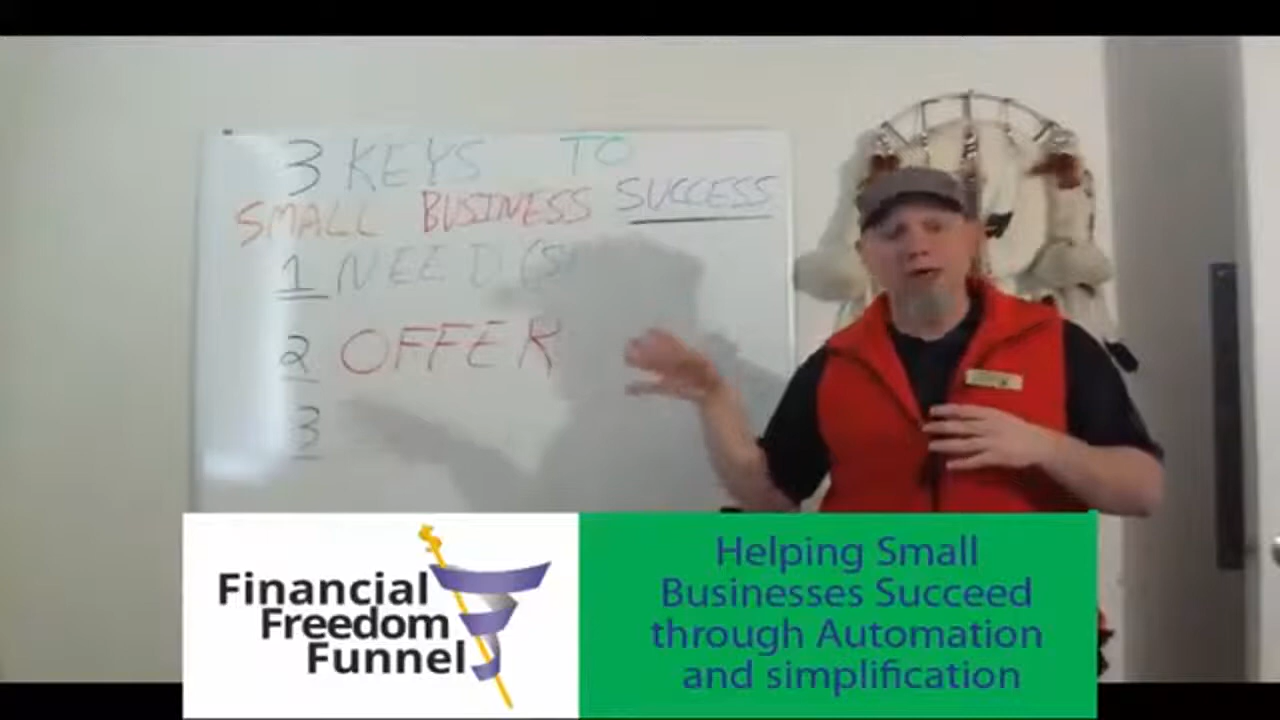 3 KEYS TO
SMALL BUSINESS SUCCESS
1 NEED(S
2 OFFER
3
Financial
Freedom
Funnel
Helping Small
Businesses Succeed
through Automation
and simplification